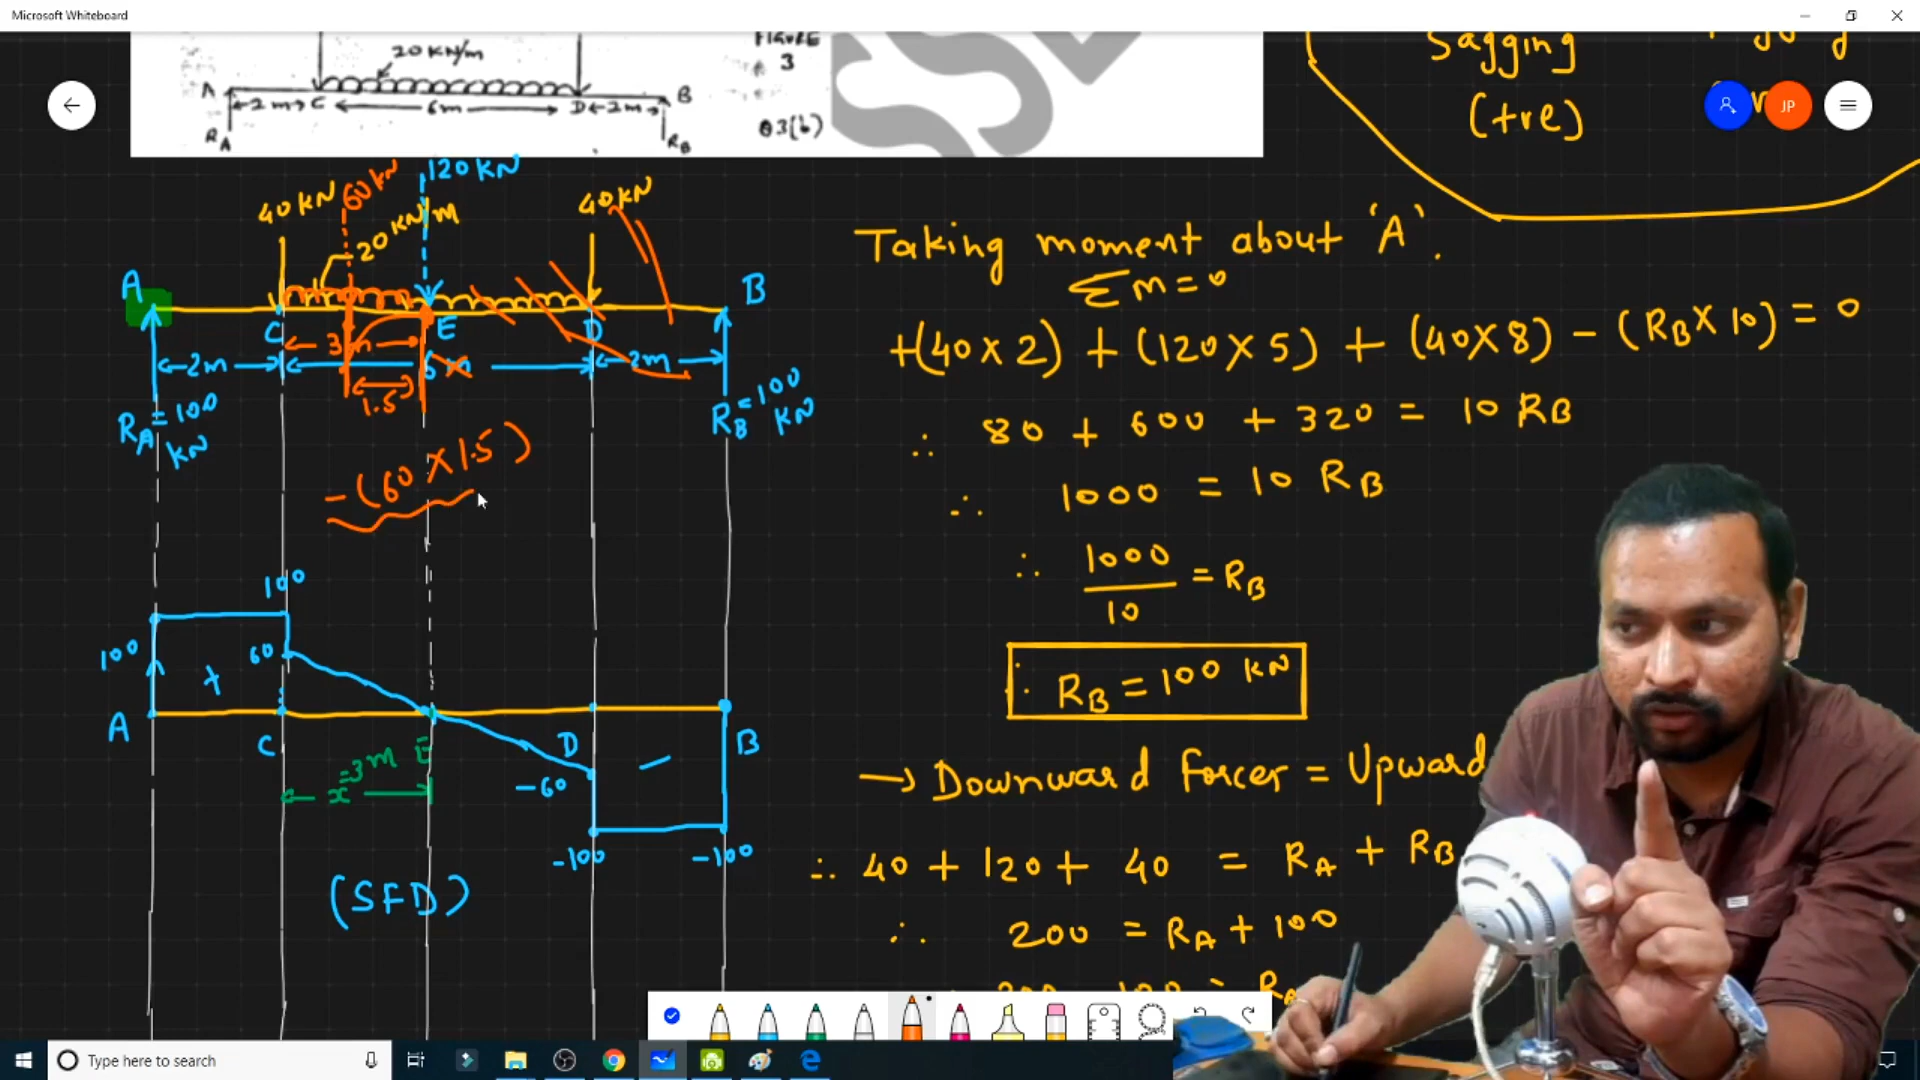 Microsoft Whiteboard
20 KN/m
FIGURE
3
A
2 m
C
6m
D
2m
B
Q3(b)
RA
RB
Sagging
(+ve)
JP
40 KN
60 KN
120 KN
40 KN
20 KN/m
A
C
E
D
B
3m
2m
6 m
2m
1.5
RA = 100
KN
RB = 100
KN
-(60 X 1.5)
100
100
60
+
A
C
E
D
B
=3m
x
-60
-
-100
-100
(SFD)
Taking moment about 'A'.
Σm = 0
+(40 X 2) + (120 X 5) + (40 X 8) - (RB X 10) = 0
∴ 80 + 600 + 320 = 10 RB
∴ 1000 = 10 RB
∴ 1000/10 = RB
∴ RB = 100 KN
→ Downward Forcer = Upward
∴ 40 + 120 + 40 = RA + RB
∴ 200 = RA + 100
Type here to search